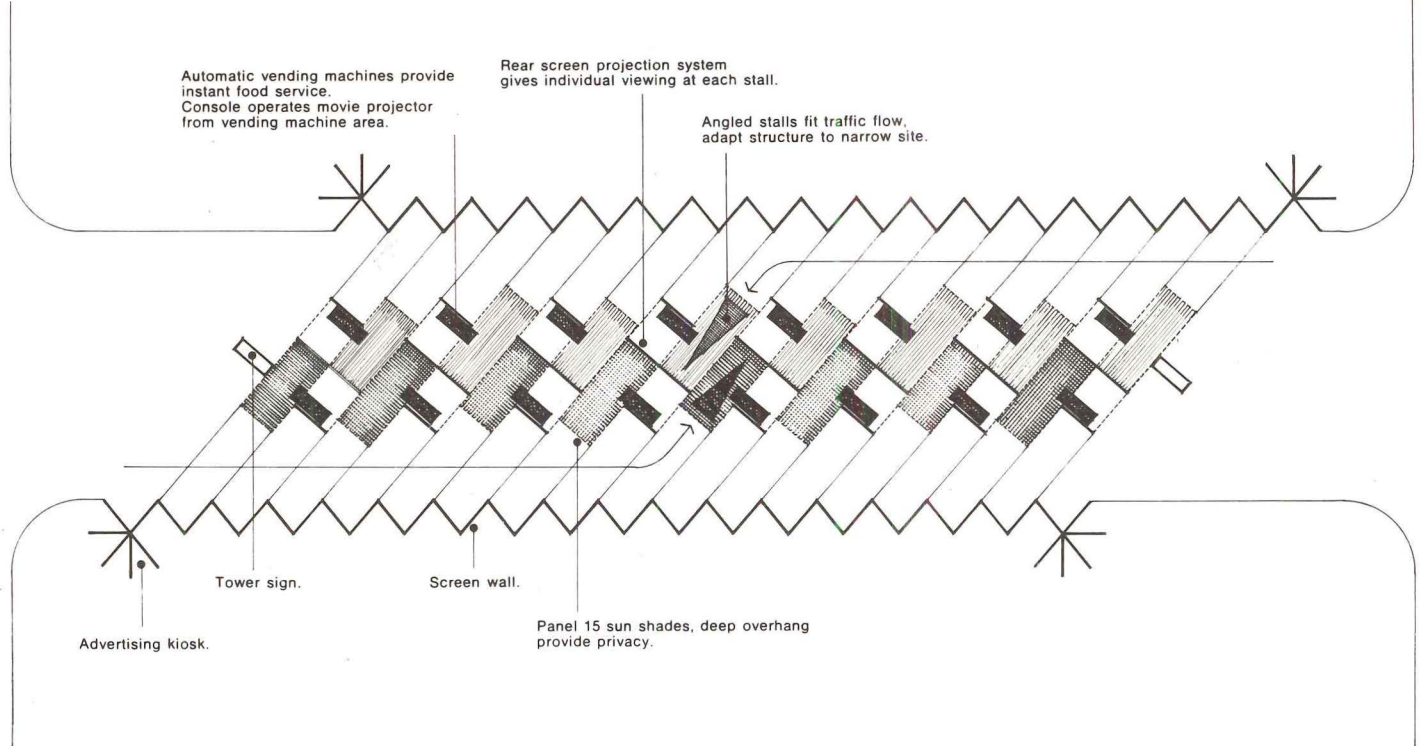 Automatic vending machines provide
instant food service.
Console operates movie projector
from vending machine area.
Rear screen projection system
gives individual viewing at each stall.
Angled stalls fit traffic flow,
adapt structure to narrow site.
Tower sign.
Screen wall.
Panel 15 sun shades, deep overhang
provide privacy.
Advertising kiosk.